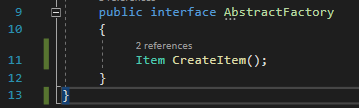 9 public interface AbstractFactory
10 {
2 references
11 Item CreateItem();
12 }
13 }